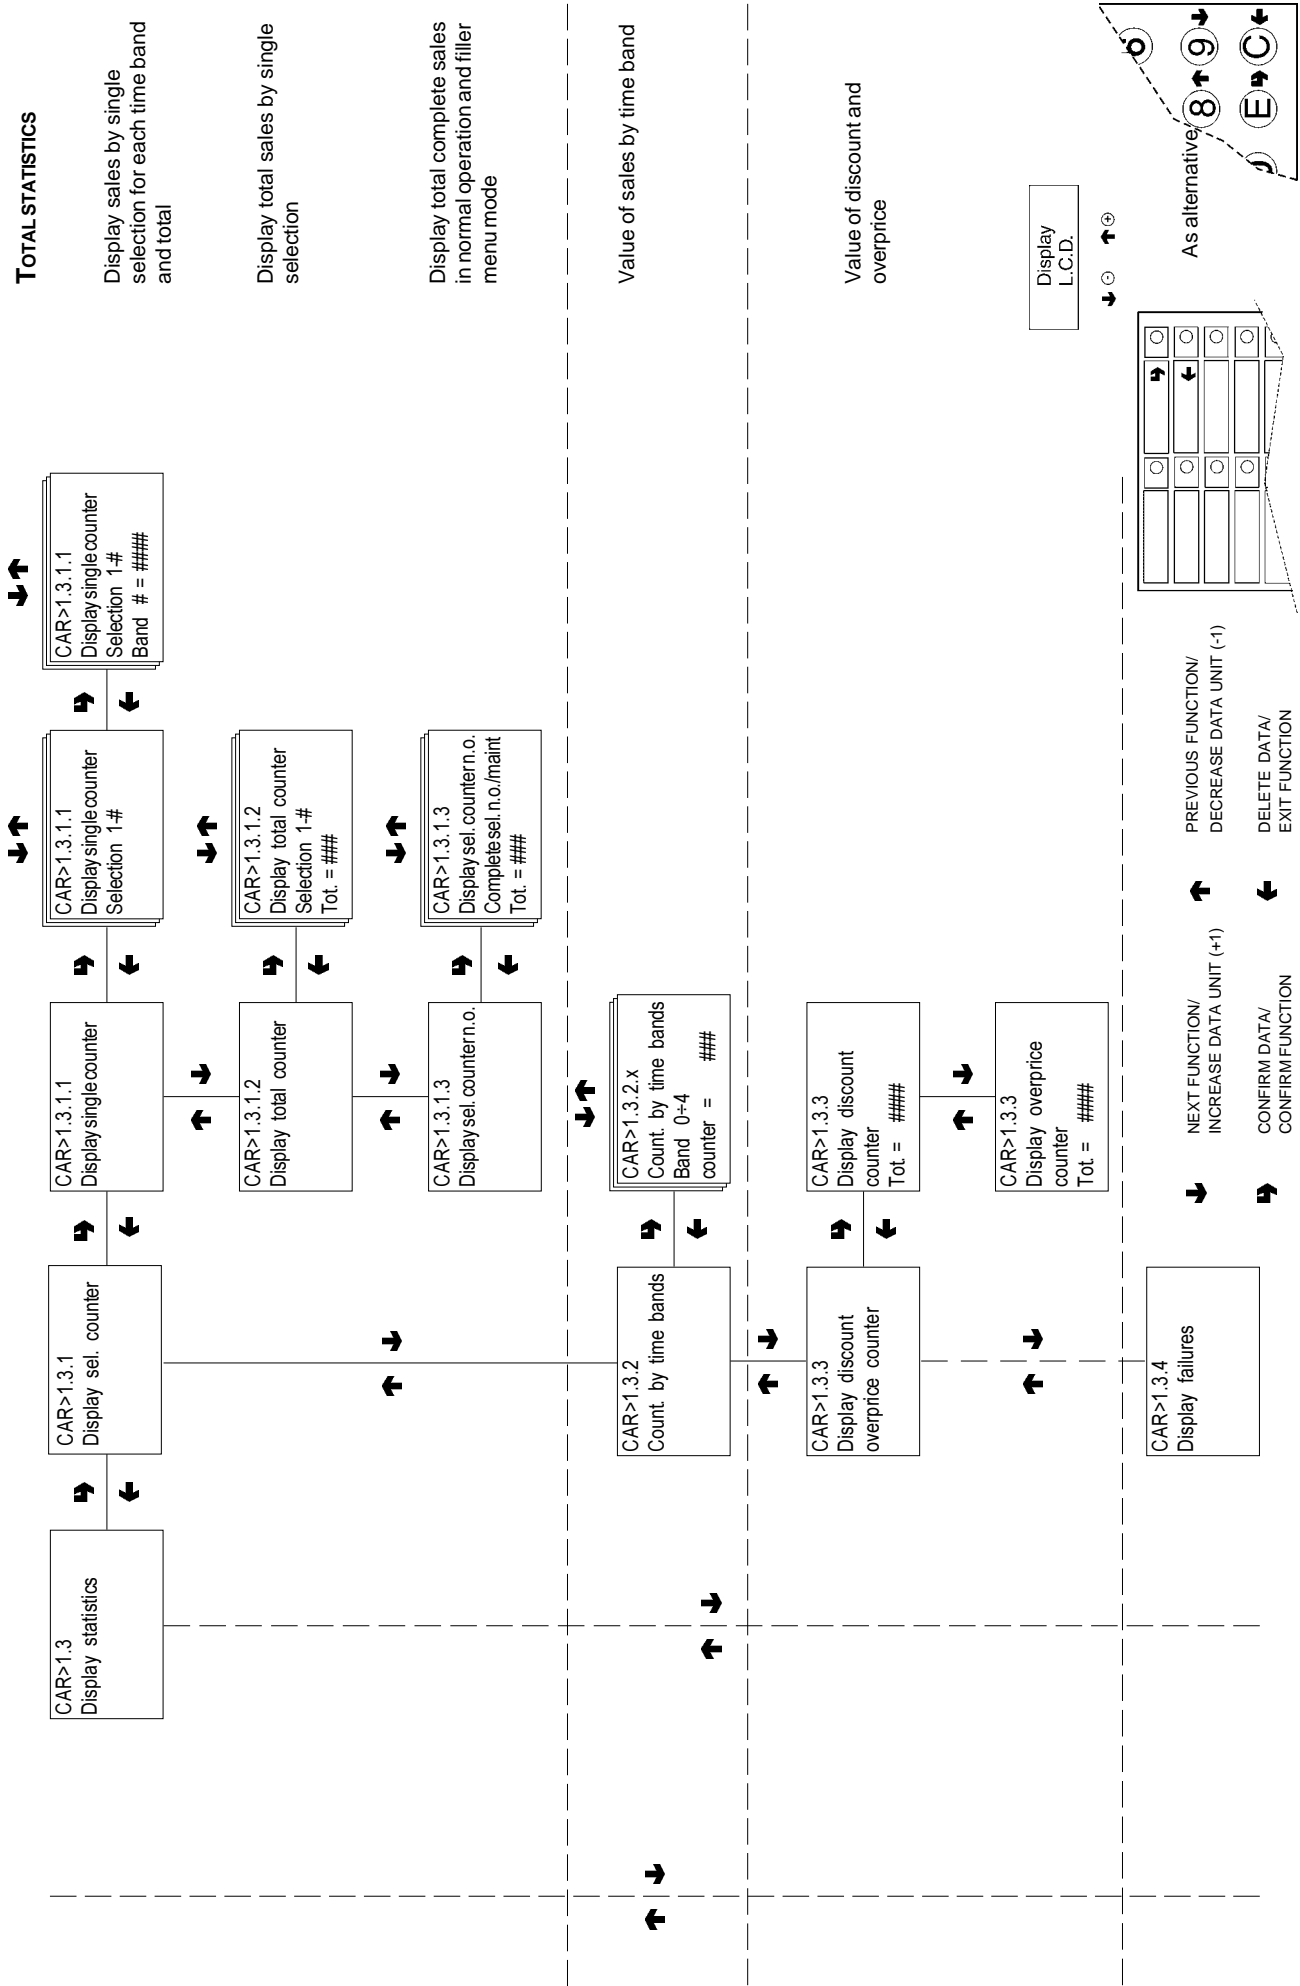 TOTAL STATISTICS
CAR>1.3
Display statistics
CAR>1.3.1
Display sel. counter
CAR>1.3.1.1
Display single counter
CAR>1.3.1.1
Display single counter
Selection 1-#
CAR>1.3.1.1
Display single counter
Selection 1-#
Band # = ####
Display sales by single
selection for each time band
and total
CAR>1.3.1.2
Display total counter
CAR>1.3.1.2
Display total counter
Selection 1-#
Tot. = ###
Display total sales by single
selection
CAR>1.3.1.3
Display sel. counter n.o.
CAR>1.3.1.3
Display sel. counter n.o.
Complete sel. n.o./maint
Tot. = ###
Display total complete sales
in normal operation and filler
menu mode
CAR>1.3.2
Count. by time bands
CAR>1.3.2.x
Count. by time bands
Band 0÷4
counter = ###
Value of sales by time band
CAR>1.3.3
Display discount
overprice counter
CAR>1.3.3
Display discount
counter
Tot. = ####
Value of discount and
overprice
CAR>1.3.3
Display overprice
counter
Tot. = ####
CAR>1.3.4
Display failures
NEXT FUNCTION/
INCREASE DATA UNIT (+1)
PREVIOUS FUNCTION/
DECREASE DATA UNIT (-1)
CONFIRM DATA/
CONFIRM FUNCTION
DELETE DATA/
EXIT FUNCTION
Display
L.C.D.
- +
As alternative
6
8 9
E C